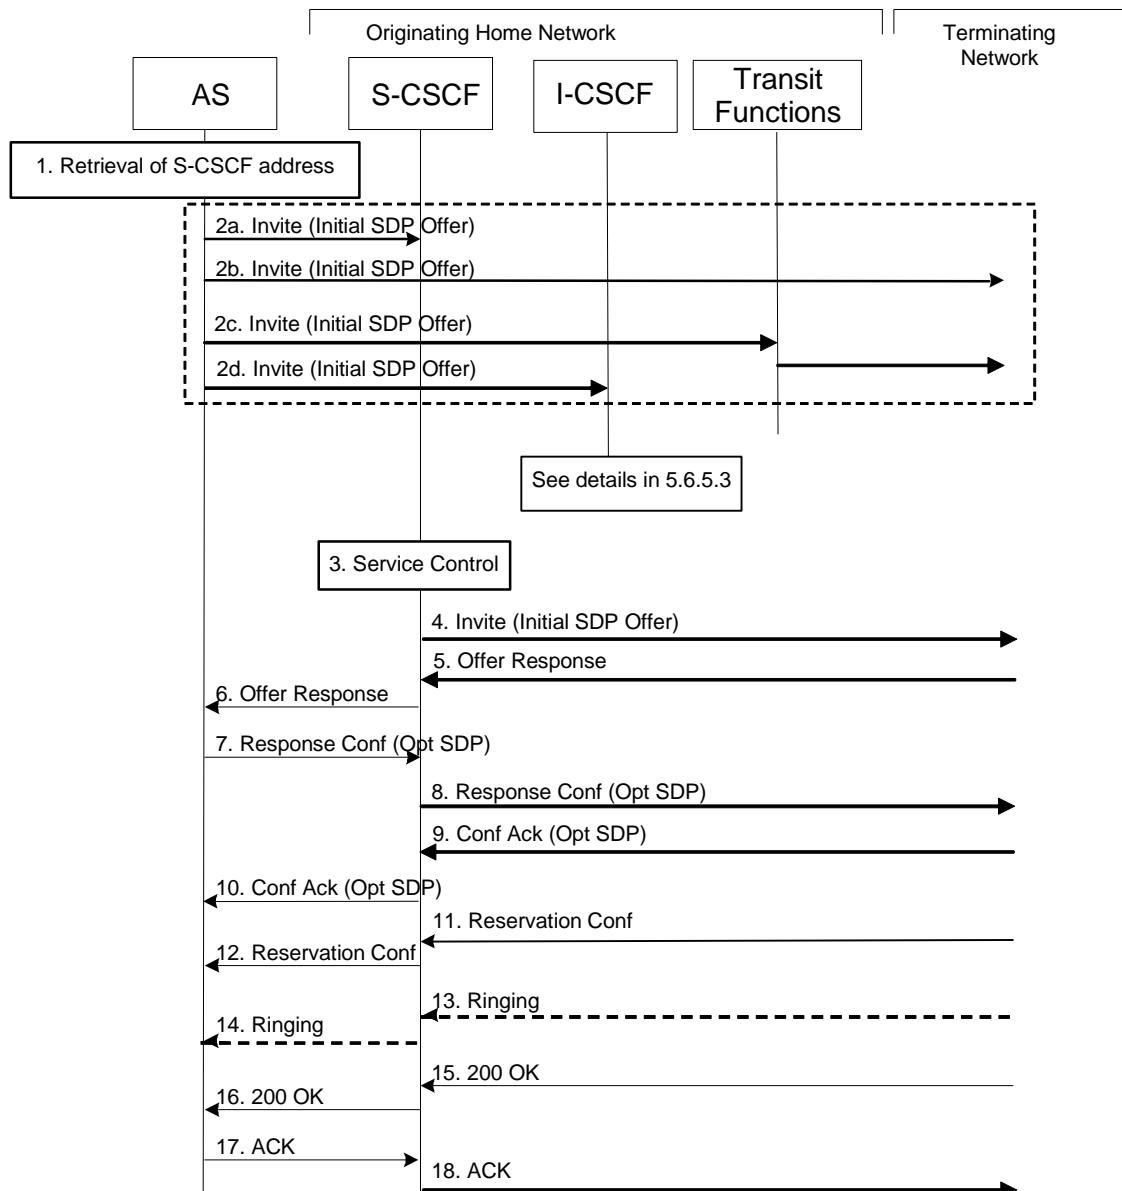 Originating Home Network
Terminating
Network
AS
S-CSCF
I-CSCF
Transit
Functions
1. Retrieval of S-CSCF address
2a. Invite (Initial SDP Offer)
2b. Invite (Initial SDP Offer)
2c. Invite (Initial SDP Offer)
2d. Invite (Initial SDP Offer)
See details in 5.6.5.3
3. Service Control
4. Invite (Initial SDP Offer)
5. Offer Response
6. Offer Response
7. Response Conf (Opt SDP)
8. Response Conf (Opt SDP)
9. Conf Ack (Opt SDP)
10. Conf Ack (Opt SDP)
11. Reservation Conf
12. Reservation Conf
13. Ringing
14. Ringing
15. 200 OK
16. 200 OK
17. ACK
18. ACK